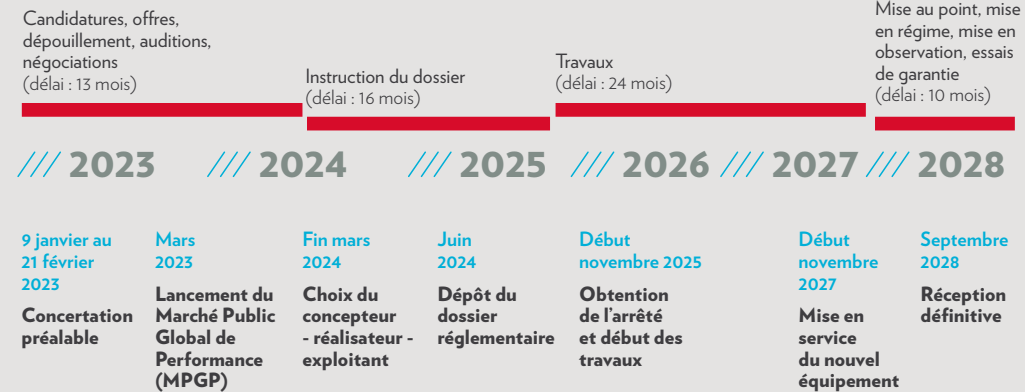 Candidatures, offres,
dépouillement, auditions,
négociations
(délai : 13 mois)
Instruction du dossier
(délai : 16 mois)
Travaux
(délai : 24 mois)
Mise au point, mise
en régime, mise en
observation, essais
de garantie
(délai : 10 mois)
/// 2023 /// 2024 /// 2025 /// 2026 /// 2027 /// 2028
9 janvier au
21 février
2023
Concertation
préalable
Mars
2023
Lancement du
Marché Public
Global de
Performance
(MPGP)
Fin mars
2024
Choix du
concepteur
- réalisateur -
exploitant
Juin
2024
Dépôt du
dossier
réglementaire
Début
novembre 2025
Obtention
de l'arrêté
et début des
travaux
Début
novembre
2027
Mise en
service
du nouvel
équipement
Septembre
2028
Réception
définitive